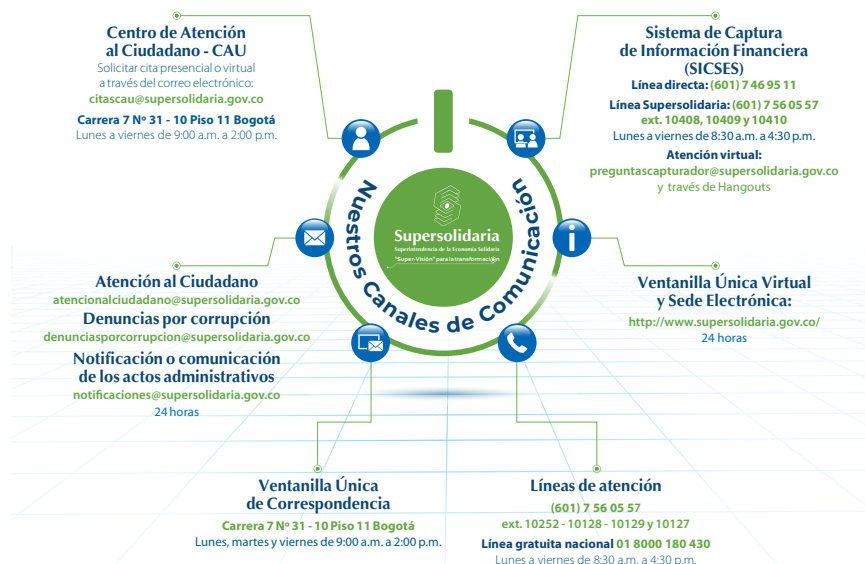 Centro de Atención
al Ciudadano - CAU
Solicitar cita presencial o virtual
a través del correo electrónico:
citascau@supersolidaria.gov.co
Carrera 7 Nº 31 - 10 Piso 11 Bogotá
Lunes a viernes de 9:00 a.m. a 2:00 p.m.
Sistema de Captura
de Información Financiera
(SICSES)
Línea directa: (601) 7 46 95 11
Línea Supersolidaria: (601) 7 56 05 57
ext. 10408, 10409 y 10410
Lunes a viernes de 8:30 a.m. a 4:30 p.m.
Atención virtual:
preguntascapturador@supersolidaria.gov.co
y través de Hangouts
Nuestros Canales de Comunicación
Supersolidaria
Superintendencia de la Economía Solidaria
"Super-Visión" para la transformación
Atención al Ciudadano
atencionalciudadano@supersolidaria.gov.co
Denuncias por corrupción
denunciasporcorrupcion@supersolidaria.gov.co
Notificación o comunicación
de los actos administrativos
notificaciones@supersolidaria.gov.co
24 horas
Ventanilla Única Virtual
y Sede Electrónica:
http://www.supersolidaria.gov.co/
24 horas
Ventanilla Única
de Correspondencia
Carrera 7 Nº 31 - 10 Piso 11 Bogotá
Lunes, martes y viernes de 9:00 a.m. a 2:00 p.m.
Líneas de atención
(601) 7 56 05 57
ext. 10252 - 10128 - 10129 y 10127
Línea gratuita nacional 01 8000 180 430
Lunes a viernes de 8:30 a.m. a 4:30 p.m.